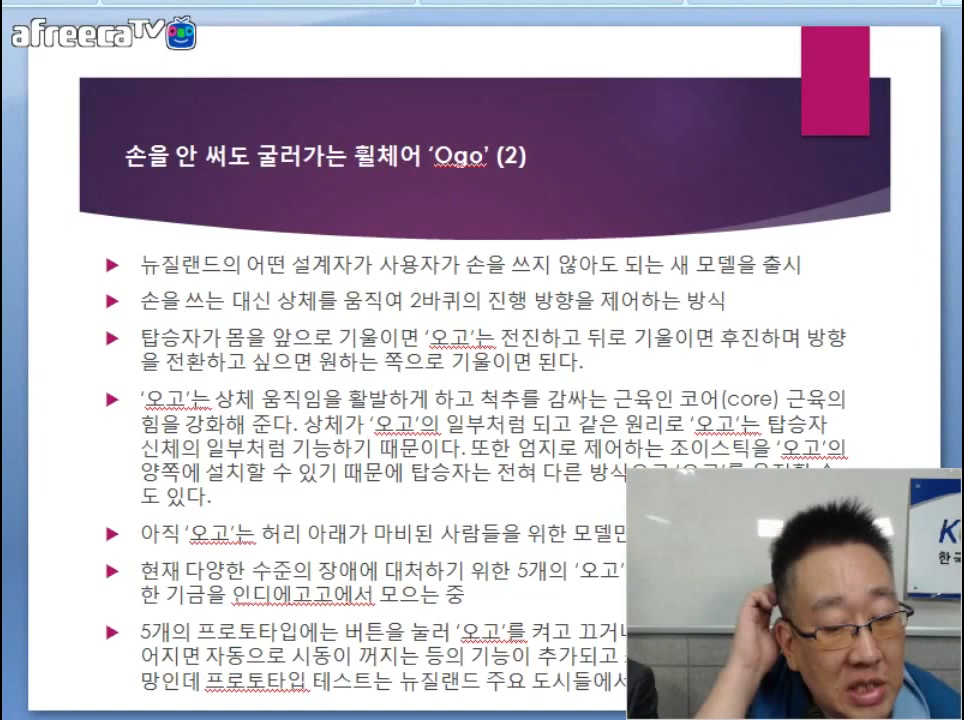 afreecaTV
손을 안 써도 굴러가는 휠체어 ‘Ogo’ (2)
뉴질랜드의 어떤 설계자가 사용자가 손을 쓰지 않아도 되는 새 모델을 출시
손을 쓰는 대신 상체를 움직여 2바퀴의 진행 방향을 제어하는 방식
탑승자가 몸을 앞으로 기울이면 ‘오고’는 전진하고 뒤로 기울이면 후진하며 방향
을 전환하고 싶으면 원하는 쪽으로 기울이면 된다.
‘오고’는 상체 움직임을 활발하게 하고 척추를 감싸는 근육인 코어(core) 근육의
힘을 강화해 준다. 상체가 ‘오고’의 일부처럼 되고 같은 원리로 ‘오고’는 탑승자
신체의 일부처럼 기능하기 때문이다. 또한 엄지로 제어하는 조이스틱을 ‘오고’의
양쪽에 설치할 수 있기 때문에 탑승자는 전혀 다른 방식으로 ‘오고’를
도 있다.
아직 ‘오고’는 허리 아래가 마비된 사람들을 위한
현재 다양한 수준의 장애에 대처하기 위한 5개의 ‘오고’
한 기금을 인디에고고에서 모으는 중
5개의 프로토타입에는 버튼을 눌러 ‘오고’를 켜고
어지면 자동으로 시동이 꺼지는 등의 기능이 추가되고
망인데 프로토타입 테스트는 뉴질랜드 주요 도시들에서
K
한국